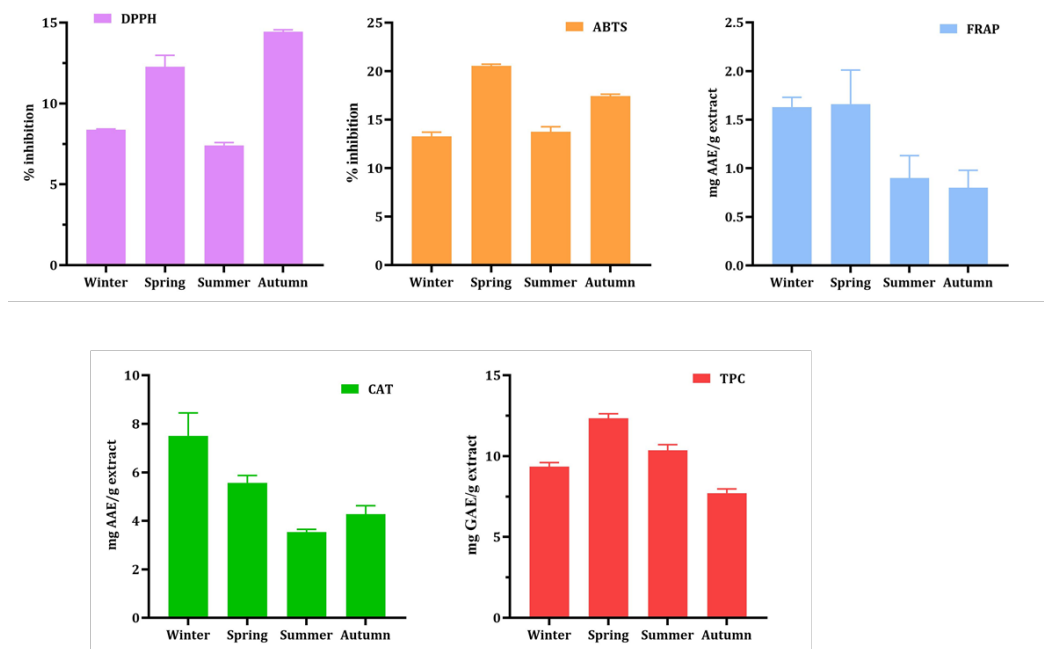 DPPH
% inhibition
15
10
5
0
Winter Spring Summer Autumn
ABTS
% inhibition
25
20
15
10
5
0
Winter Spring Summer Autumn
FRAP
mg AAE/g extract
2.5
2.0
1.5
1.0
0.5
0.0
Winter Spring Summer Autumn
CAT
mg AAE/g extract
10
8
6
4
2
0
Winter Spring Summer Autumn
TPC
mg GAE/g extract
15
10
5
0
Winter Spring Summer Autumn